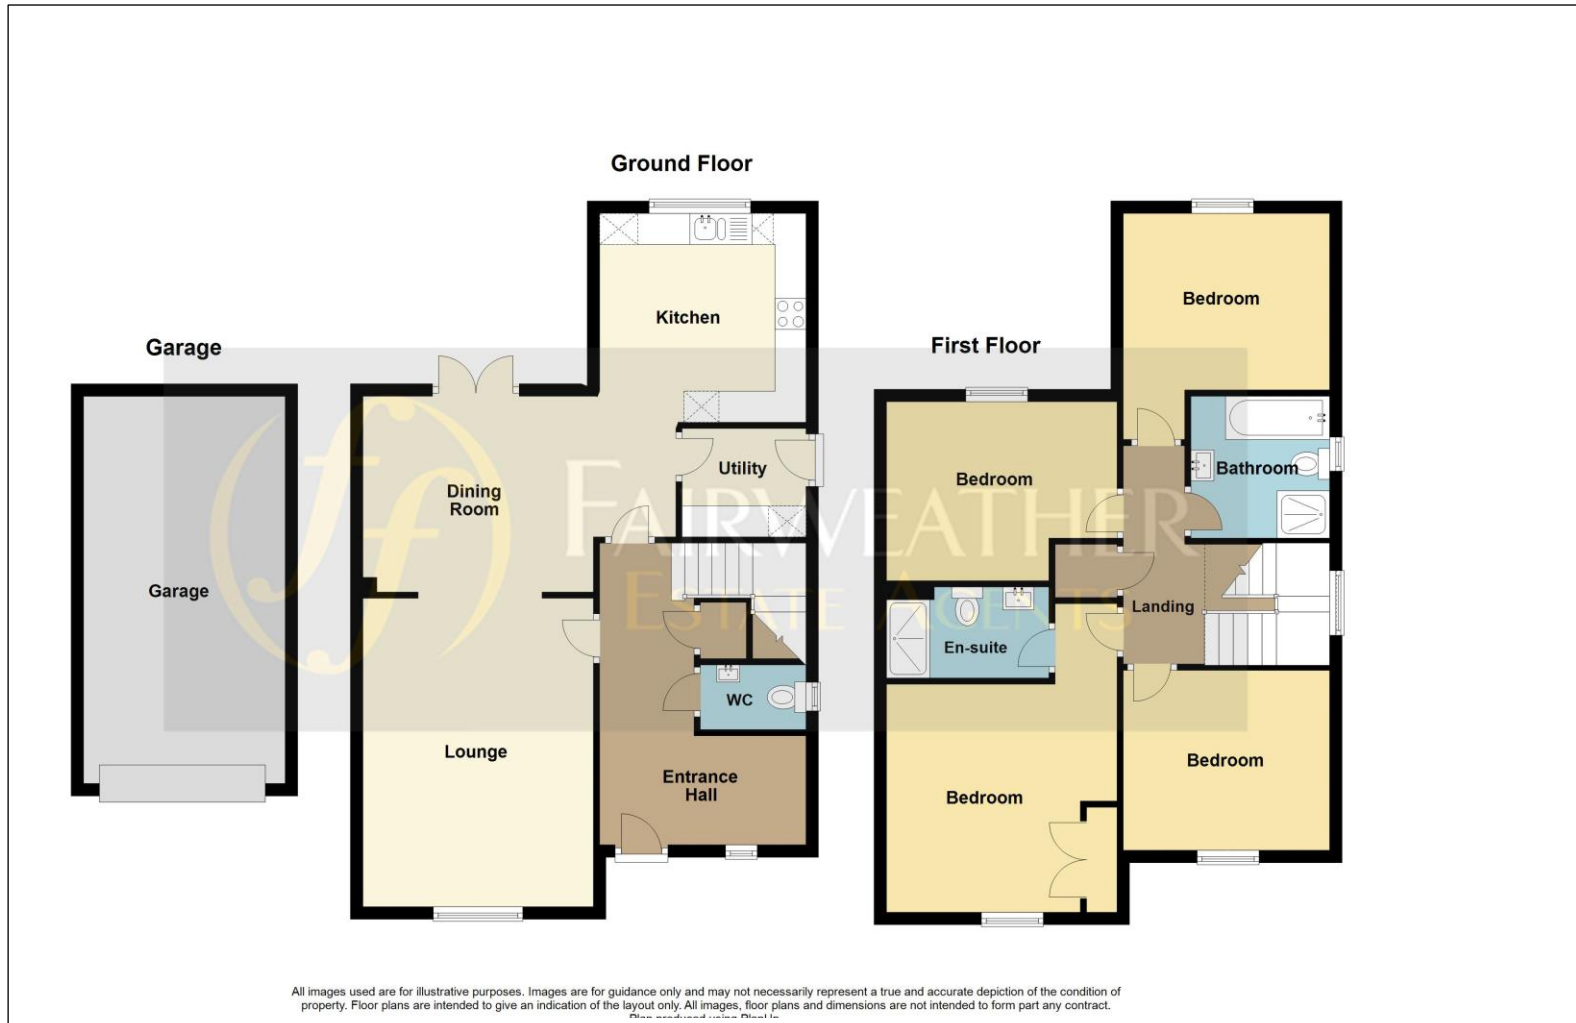 Ground Floor
Kitchen
Garage
First Floor
Bedroom
Bedroom
Bathroom
Utility
Dining
Room
FAIRWEATHER
ESTATE AGENTS
Garage
Landing
En-suite
WC
Lounge
Entrance
Hall
Bedroom
Bedroom
All images used are for illustrative purposes. Images are for guidance only and may not necessarily represent a true and accurate depiction of the condition of
property. Floor plans are intended to give an indication of the layout only. All images, floor plans and dimensions are not intended to form part any contract.
Plan produced using PlanUp.